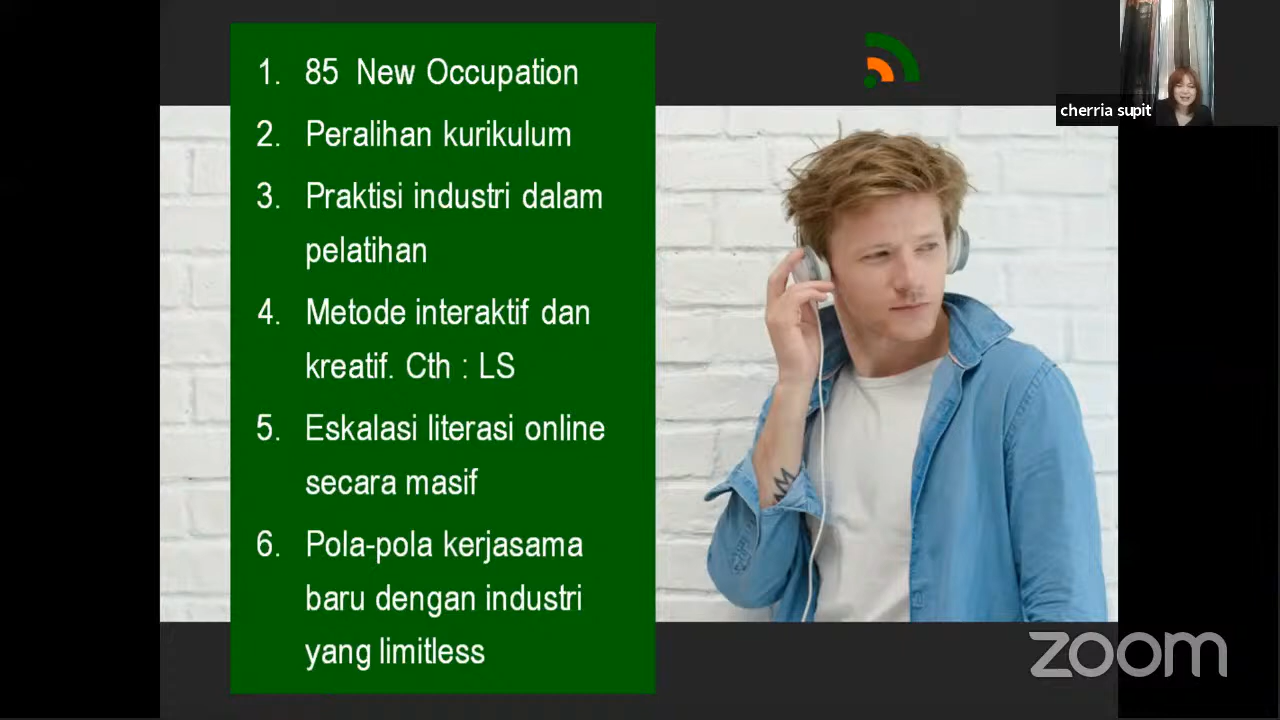 1. 85 New Occupation
2. Peralihan kurikulum
3. Praktisi industri dalam
pelatihan
4. Metode interaktif dan
kreatif. Cth : LS
5. Eskalasi literasi online
secara masif
6. Pola-pola kerjasama
baru dengan industri
yang limitless
cherria supit
zoom